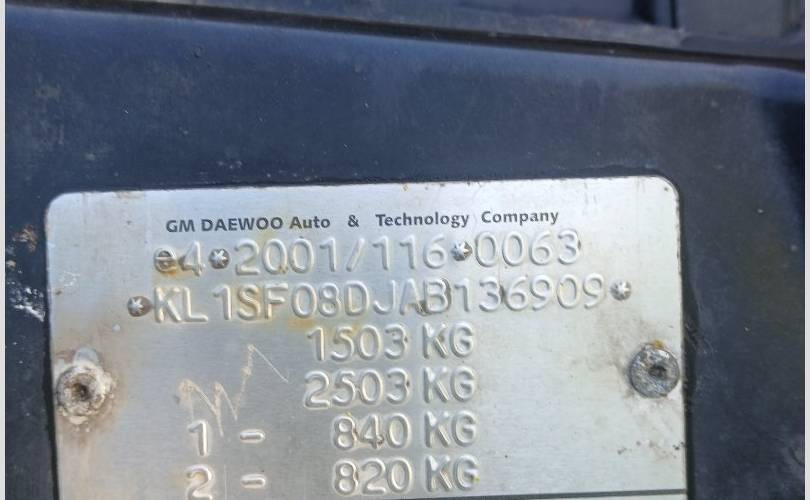 GM DAEWOO Auto & Technology Company
e4*2001/116*0063
*KL1SF08DJAB136909*
1503 KG
2503 KG
1 - 840 KG
2 - 820 KG